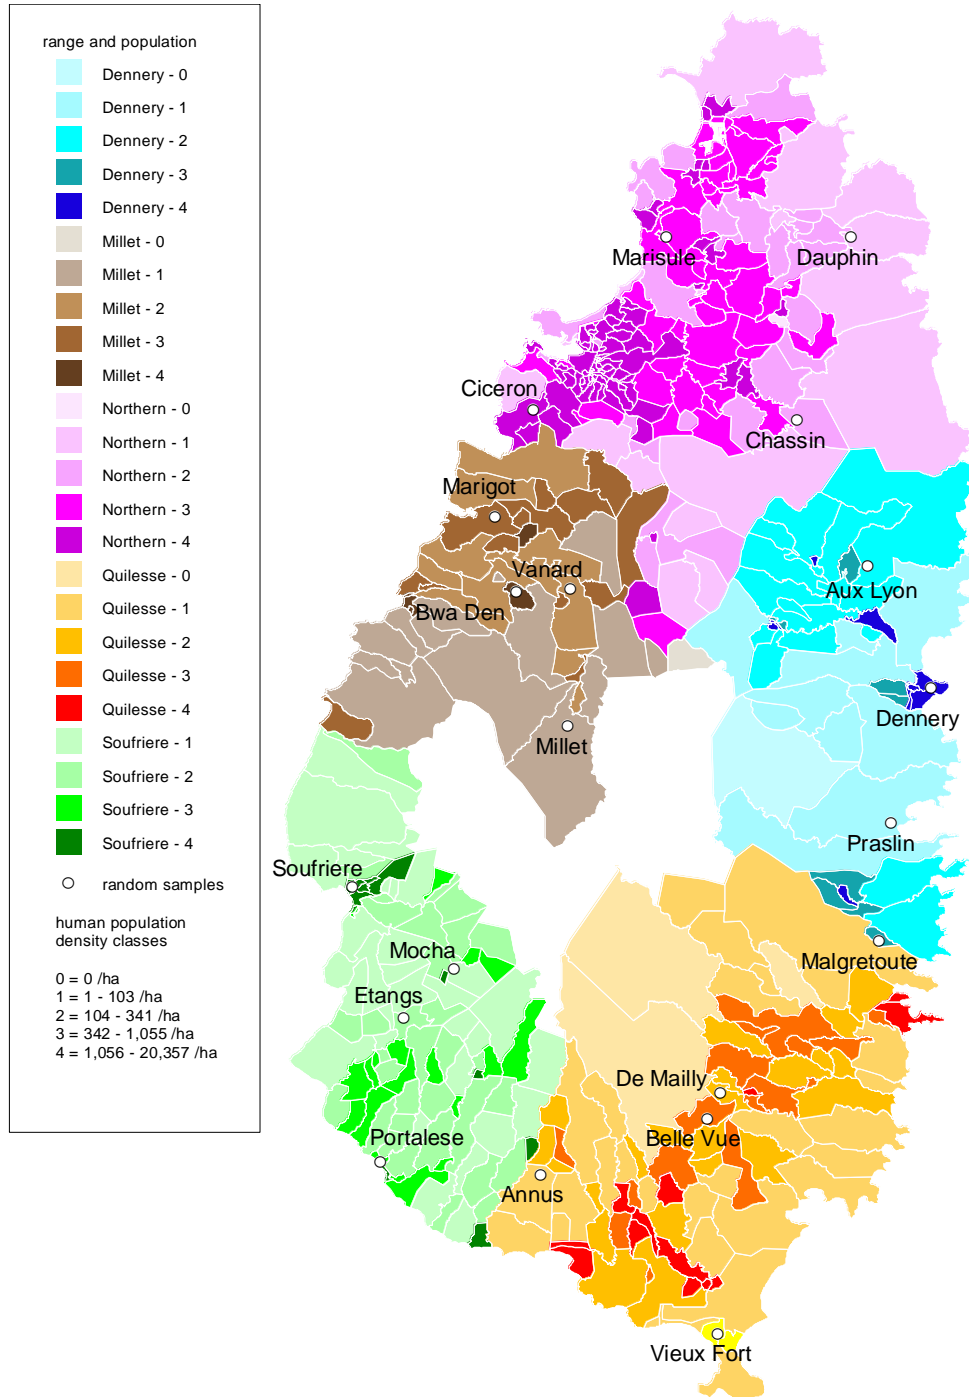 range and population
Dennery - 0
Dennery - 1
Dennery - 2
Dennery - 3
Dennery - 4
Millet - 0
Millet - 1
Millet - 2
Millet - 3
Millet - 4
Northern - 0
Northern - 1
Northern - 2
Northern - 3
Northern - 4
Quilesse - 0
Quilesse - 1
Quilesse - 2
Quilesse - 3
Quilesse - 4
Soufriere - 1
Soufriere - 2
Soufriere - 3
Soufriere - 4
random samples
human population
density classes
0 = 0 /ha
1 = 1 - 103 /ha
2 = 104 - 341 /ha
3 = 342 - 1,055 /ha
4 = 1,056 - 20,357 /ha
Marisule
Dauphin
Ciceron
Chassin
Marigot
Vanard
Aux Lyon
Bwa Den
Dennery
Millet
Praslin
Soufriere
Mocha
Malgretoute
Etangs
De Mailly
Belle Vue
Portalese
Annus
Vieux Fort